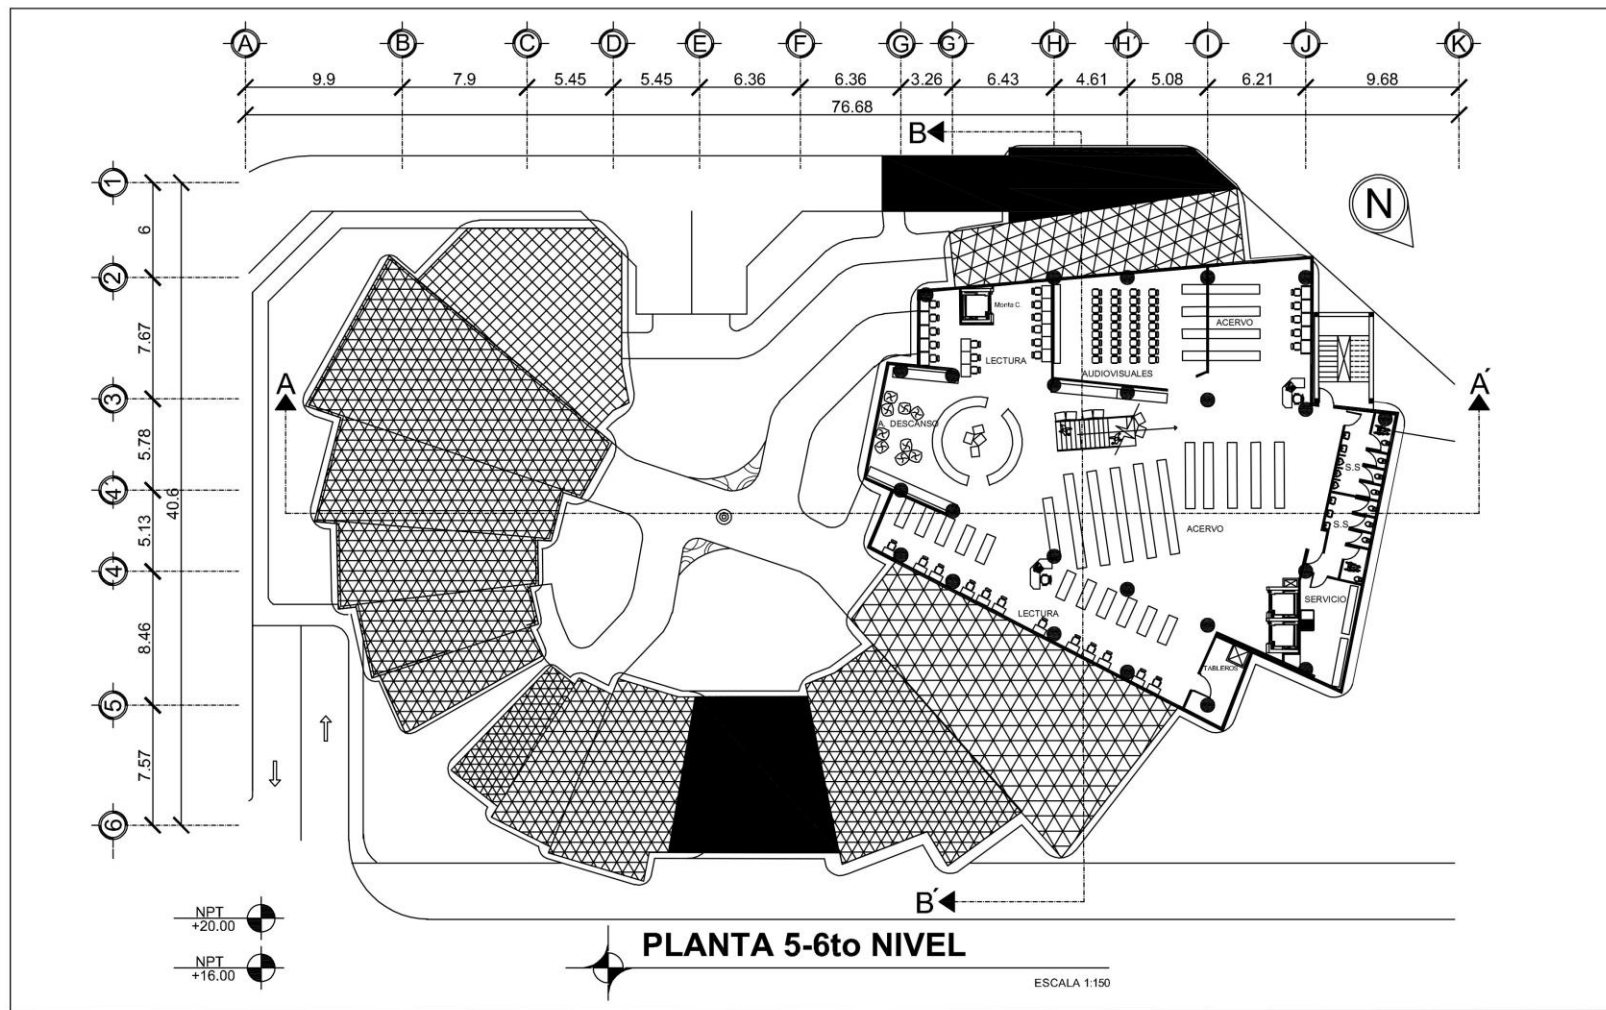 A B C D E F G G´ H H´ I J K
9.9 7.9 5.45 5.45 6.36 6.36 3.26 6.43 4.61 5.08 6.21 9.68
76.68
B
1
6
N
2
7.67
Monta C.
ACERVO
LECTURA
AUDIOVISUALES
A
A´
3
A. DESCANSO
5.78
S.S
4
40.6
5.13
S.S
ACERVO
4
SERVICIO
LECTURA
8.46
TABLEROS
5
7.57
6
B´
NPT
+20.00
PLANTA 5-6to NIVEL
NPT
+16.00
ESCALA 1:150